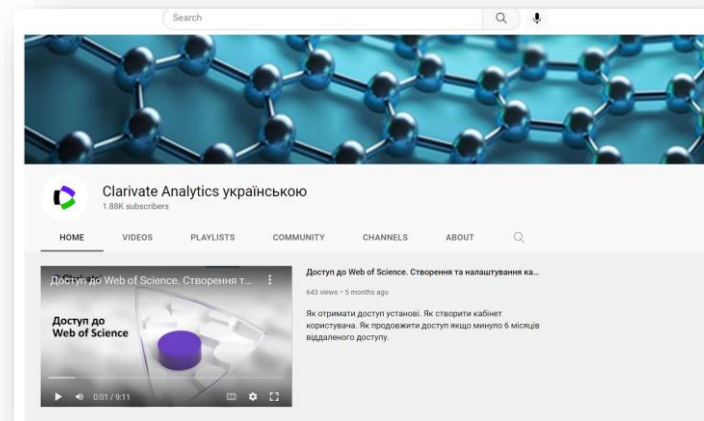 Search
Clarivate Analytics українською
1.88K subscribers
HOME VIDEOS PLAYLISTS COMMUNITY CHANNELS ABOUT
Доступ до Web of Science. Створення т...
Доступ до
Web of Science
0:01 / 9:11
Доступ до Web of Science. Створення та налаштування ка...
643 views • 5 months ago
Як отримати доступ установі. Як створити кабінет
користувача. Як продовжити доступ якщо минуло 6 місяців
віддаленого доступу.